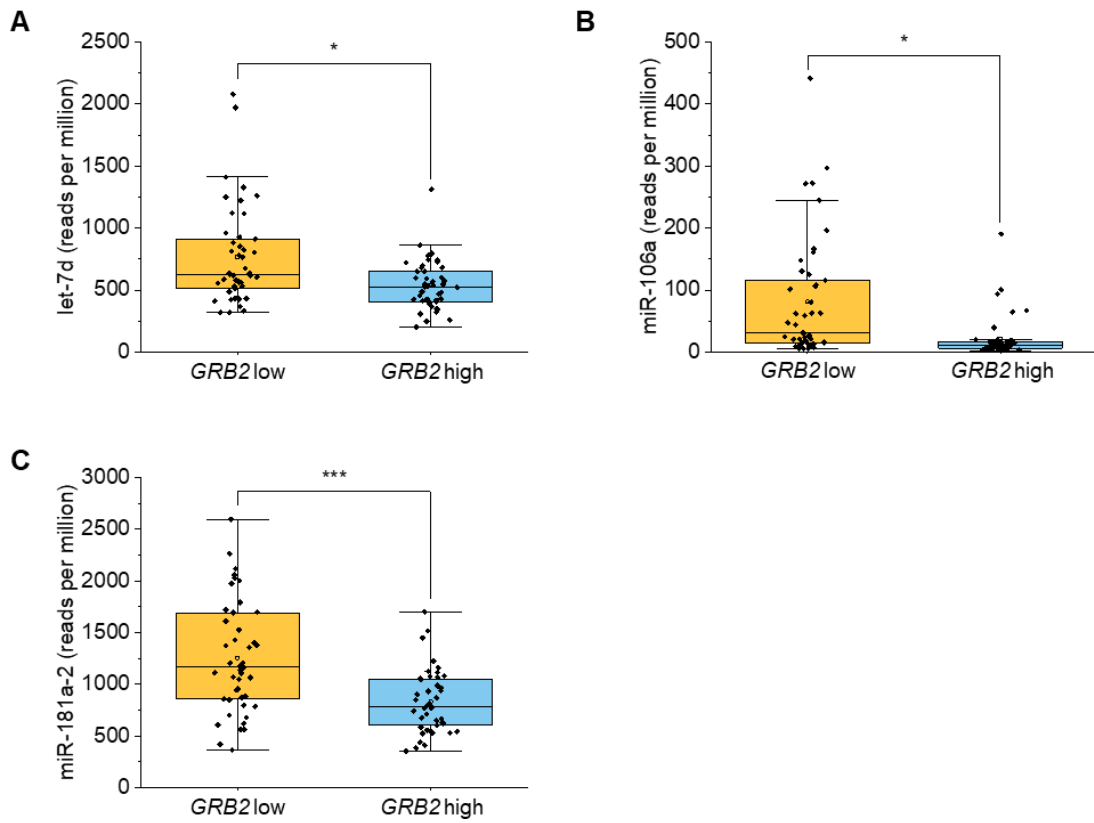 A
let-7d (reads per million)
2500
2000
1500
1000
500
0
*
GRB2 low
GRB2 high
B
miR-106a (reads per million)
500
400
300
200
100
0
*
GRB2 low
GRB2 high
C
miR-181a-2 (reads per million)
3000
2500
2000
1500
1000
500
0
***
GRB2 low
GRB2 high